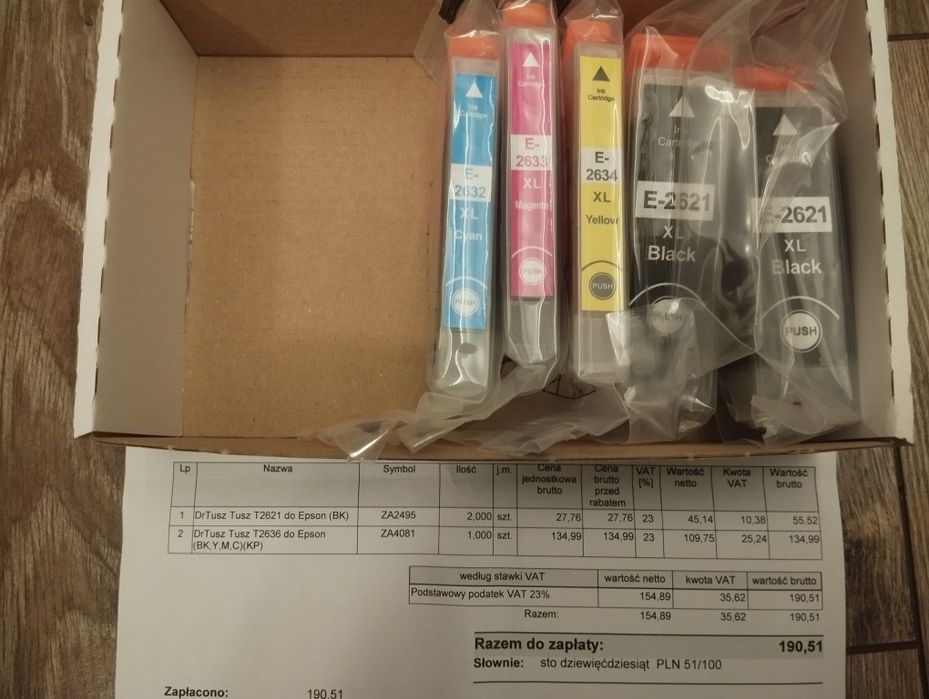 Ink
Cartridge
E-
2632
XL
Cyan
PUSH
Ink
Cartridge
E-
2633
XL
Magenta
PUSH
Ink
Cartridge
E-
2634
XL
Yellow
PUSH
Ink
Cartridge
E-2621
XL
Black
PUSH
E-2621
XL
Black
PUSH
Lp Nazwa Symbol Ilość j.m. Cena jednostkowa brutto Cena brutto przed rabatem VAT [%] Wartość netto Kwota VAT Wartość brutto
1 DrTusz Tusz T2621 do Epson (BK) ZA2495 2,000 szt. 27,76 27,76 23 45,14 10,38 55,52
2 DrTusz Tusz T2636 do Epson ZA4081 1,000 szt. 134,99 134,99 23 109,75 25,24 134,99
(BK,Y,M,C)(KP)
według stawki VAT wartość netto kwota VAT wartość brutto
Podstawowy podatek VAT 23% 154,89 35,62 190,51
Razem: 154,89 35,62 190,51
Razem do zapłaty: 190,51
Słownie: sto dziewięćdziesiąt PLN 51/100
Zapłacono: 190,51